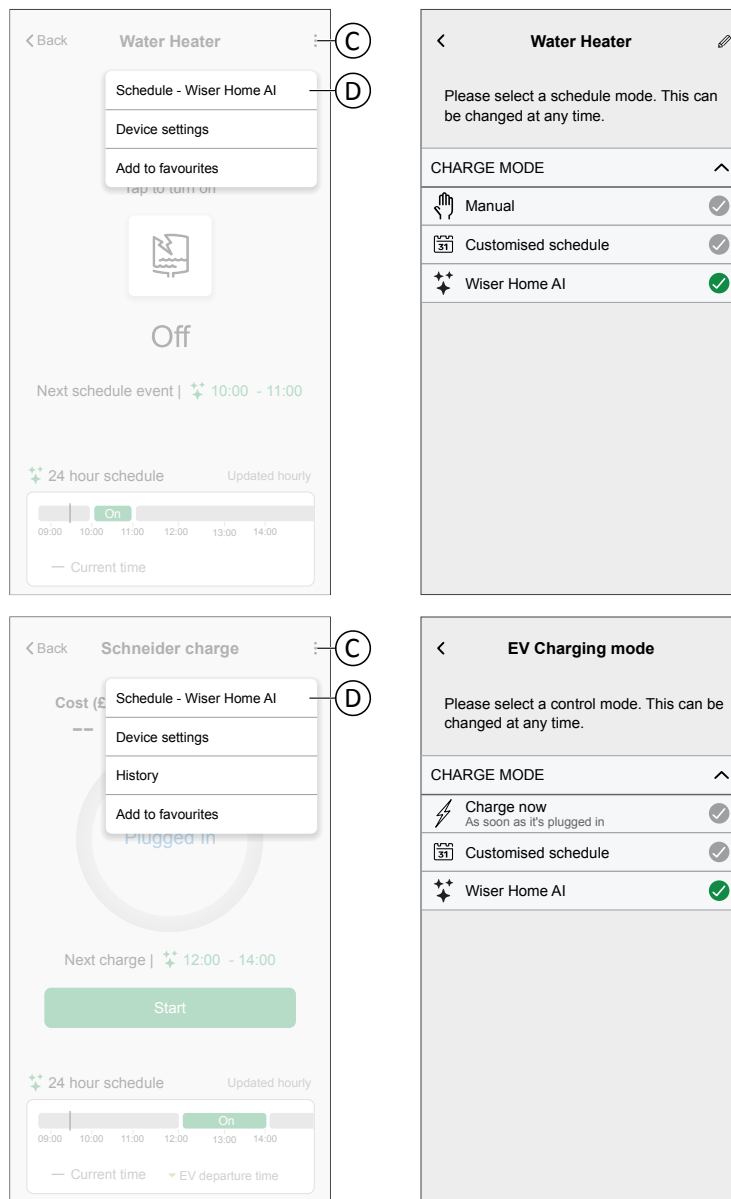 Back Water Heater C
Schedule - Wiser Home AI D
Device settings
Add to favourites
Tap to turn on
Off
Next schedule event | 10:00 - 11:00
24 hour schedule Updated hourly
On
09:00 10:00 11:00 12:00 13:00 14:00
Current time
Water Heater
Please select a schedule mode. This can
be changed at any time.
CHARGE MODE
Manual
31 Customised schedule
Wiser Home AI
Back Schneider charge C
Cost (£
--
Schedule - Wiser Home AI D
Device settings
History
Add to favourites
Plugged In
Next charge | 12:00 - 14:00
Start
24 hour schedule Updated hourly
On
09:00 10:00 11:00 12:00 13:00 14:00
Current time EV departure time
EV Charging mode
Please select a control mode. This can be
changed at any time.
CHARGE MODE
Charge now
As soon as it's plugged in
31 Customised schedule
Wiser Home AI